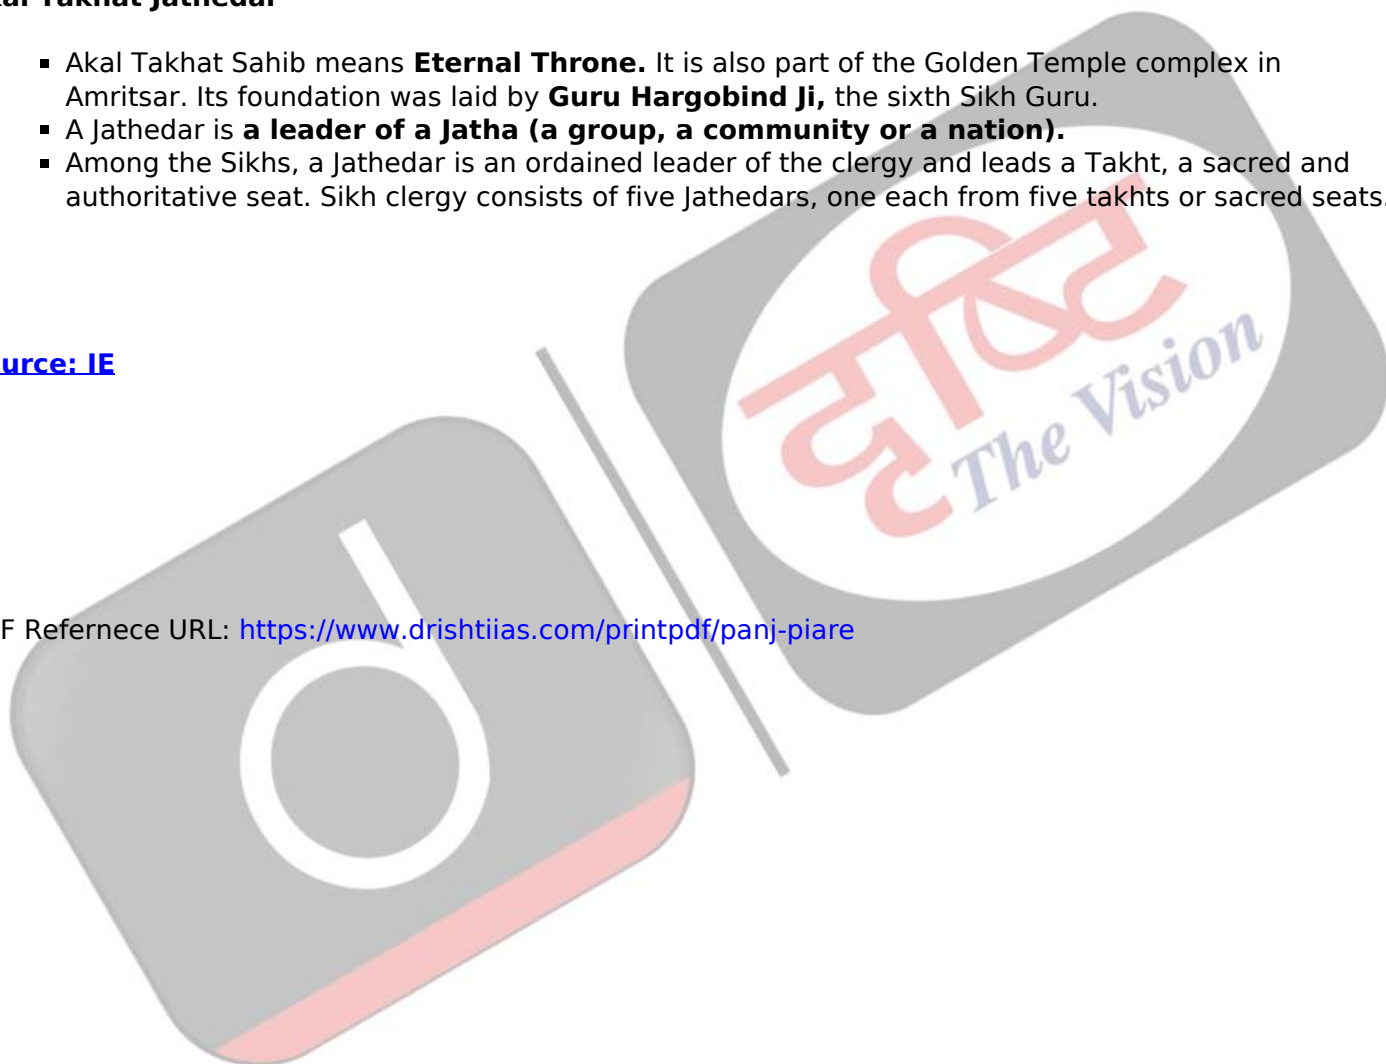 Takhat Jathedar
Akal Takhat Sahib means Eternal Throne. It is also part of the Golden Temple complex in
Amritsar. Its foundation was laid by Guru Hargobind Ji, the sixth Sikh Guru.
A Jathedar is a leader of a Jatha (a group, a community or a nation).
Among the Sikhs, a Jathedar is an ordained leader of the clergy and leads a Takht, a sacred and
authoritative seat. Sikh clergy consists of five Jathedars, one each from five takhts or sacred seats.
urce: IE
दृष्टि
The Vision
F Refernece URL: https://www.drishtiias.com/printpdf/panj-piare
d